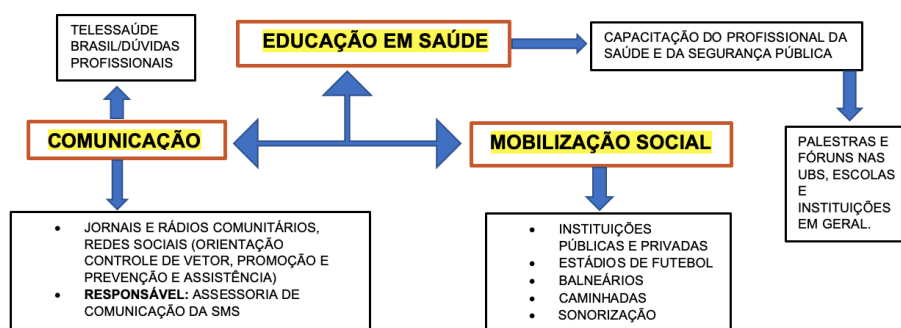 TELESSAÚDE
BRASIL/DÚVIDAS
PROFISSIONAIS
EDUCAÇÃO EM SAÚDE
CAPACITAÇÃO DO PROFISSIONAL DA
SAÚDE E DA SEGURANÇA PÚBLICA
COMUNICAÇÃO
MOBILIZAÇÃO SOCIAL
PALESTRAS E
FÓRUNS NAS
UBS, ESCOLAS
E
INSTITUIÇÕES
EM GERAL.
• JORNAIS E RÁDIOS COMUNITÁRIOS,
REDES SOCIAIS (ORIENTAÇÃO
CONTROLE DE VETOR, PROMOÇÃO E
PREVENÇÃO E ASSISTÊNCIA)
• RESPONSÁVEL: ASSESSORIA DE
COMUNICAÇÃO DA SMS
• INSTITUIÇÕES
PÚBLICAS E PRIVADAS
• ESTÁDIOS DE FUTEBOL
• BALNEÁRIOS
• CAMINHADAS
• SONORIZAÇÃO